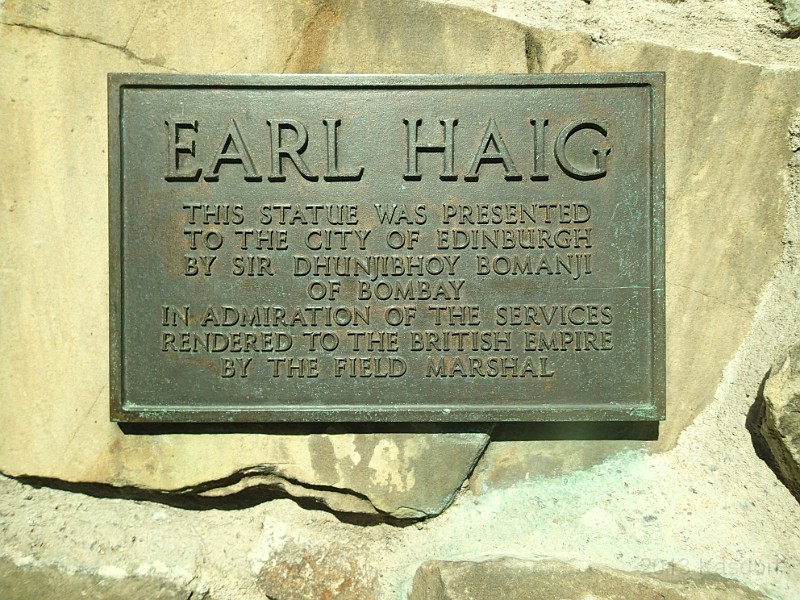 EARL HAIG
THIS STATUE WAS PRESENTED
TO THE CITY OF EDINBURGH
BY SIR DHUNJIBHOY BOMANJI
OF BOMBAY
IN ADMIRATION OF THE SERVICES
RENDERED TO THE BRITISH EMPIRE
BY THE FIELD MARSHAL